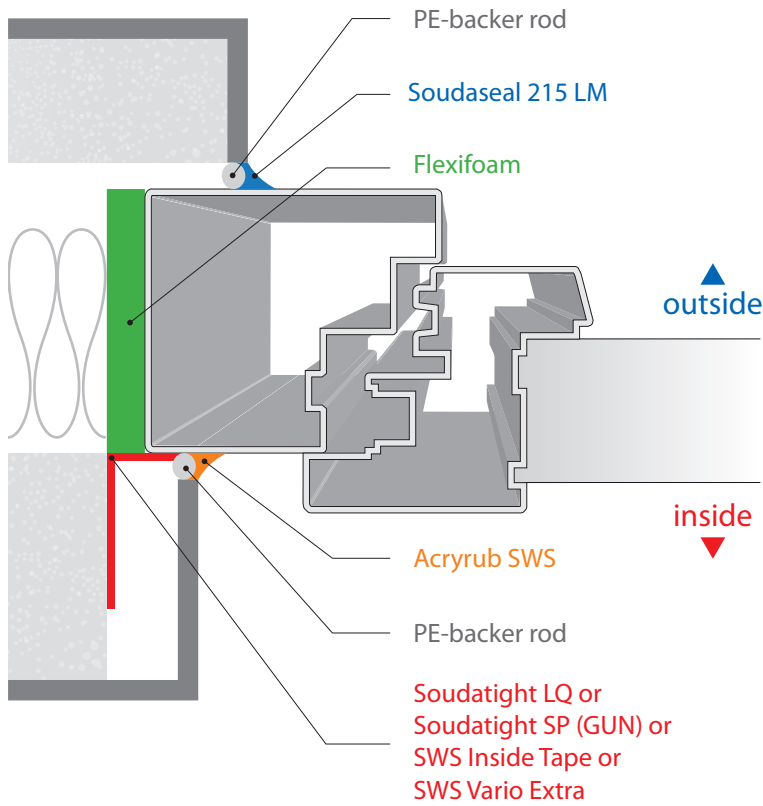 PE-backer rod
Soudaseal 215 LM
Flexifoam
outside
inside
Acryrub SWS
PE-backer rod
Soudatight LQ or
Soudatight SP (GUN) or
SWS Inside Tape or
SWS Vario Extra